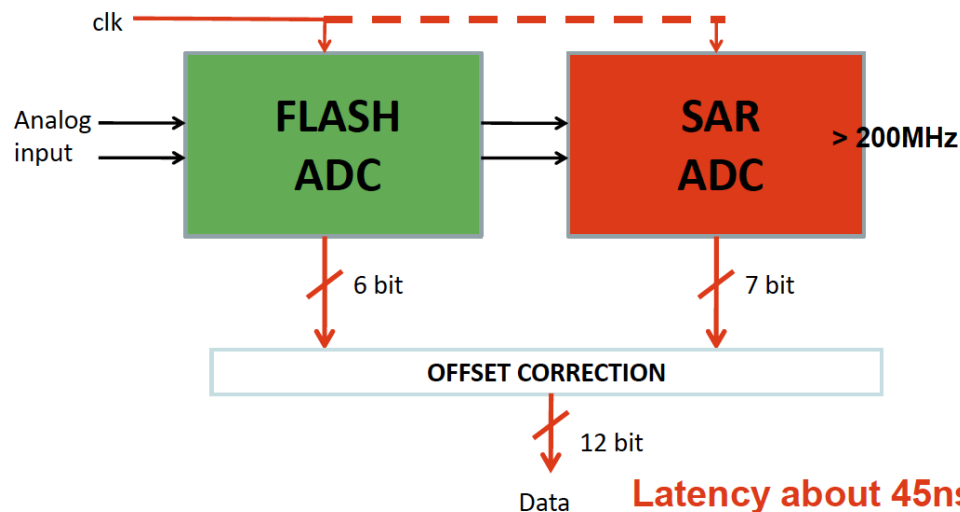 clk
Analog
input
FLASH
ADC
SAR
ADC
> 200MHz
6 bit
7 bit
OFFSET CORRECTION
12 bit
Data
Latency about 45ns